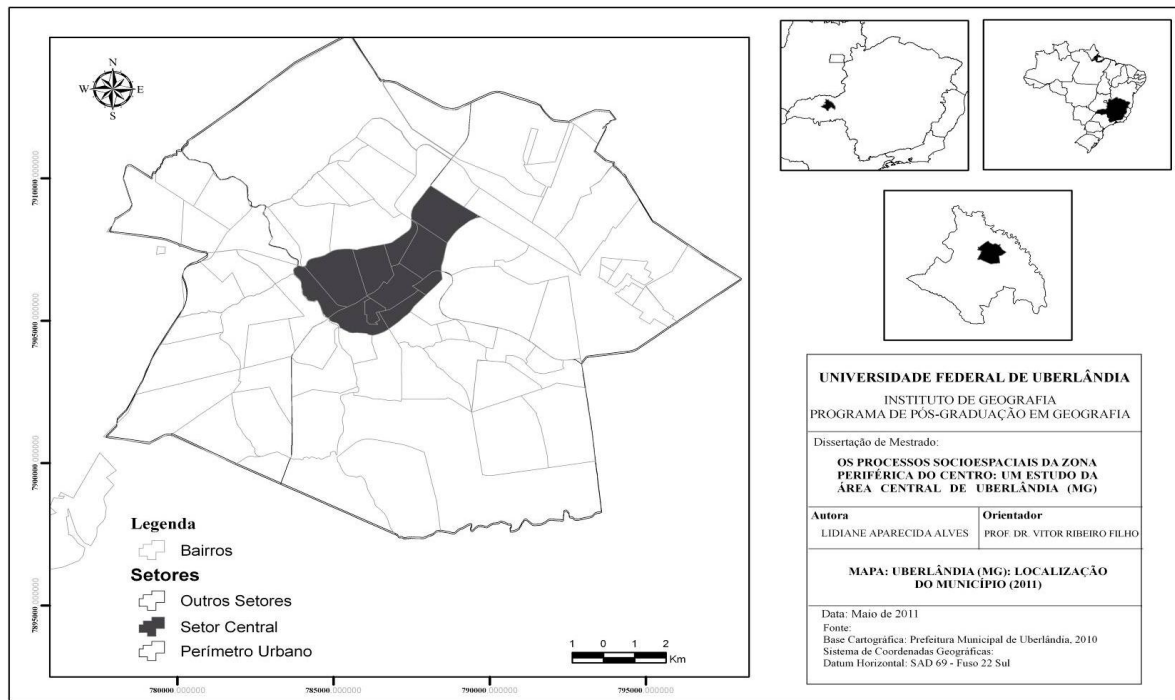 N
W E
S
7910000,000000
7905000,000000
7900000,000000
7895000,000000
780000,000000
785000,000000
790000,000000
795000,000000
Legenda
Bairros
Setores
Outros Setores
Setor Central
Perímetro Urbano
1 0 1 2
Km
UNIVERSIDADE FEDERAL DE UBERLÂNDIA
INSTITUTO DE GEOGRAFIA
PROGRAMA DE PÓS-GRADUAÇÃO EM GEOGRAFIA
Dissertação de Mestrado:
OS PROCESSOS SOCIOESPACIAIS DA ZONA
PERIFÉRICA DO CENTRO: UM ESTUDO DA
ÁREA CENTRAL DE UBERLÂNDIA (MG)
Autora
LIDIANE APARECIDA ALVES
Orientador
PROF. DR. VITOR RIBEIRO FILHO
MAPA: UBERLÂNDIA (MG): LOCALIZAÇÃO
DO MUNICÍPIO (2011)
Data: Maio de 2011
Fonte:
Base Cartográfica: Prefeitura Municipal de Uberlândia, 2010
Sistema de Coordenadas Geográficas:
Datum Horizontal: SAD 69 - Fuso 22 Sul